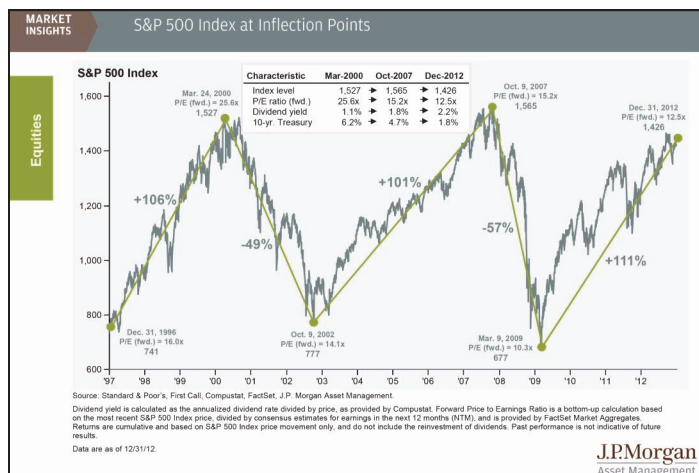 MARKET
INSIGHTS
S&P 500 Index at Inflection Points
Equities
S&P 500 Index
Characteristic Mar-2000 Oct-2007 Dec-2012
Index level 1,527 → 1,565 → 1,426
P/E ratio (fwd.) 25.6x → 15.2x → 12.5x
Dividend yield 1.1% → 1.8% → 2.2%
10-yr. Treasury 6.2% → 4.7% → 1.8%
Mar. 24, 2000
P/E (fwd.) = 25.6x
1,527
Oct. 9, 2007
P/E (fwd.) = 15.2x
1,565
Dec. 31, 2012
P/E (fwd.) = 12.5x
1,426
1,600
1,400
1,200
1,000
800
600
+106%
-49%
+101%
-57%
+111%
Dec. 31, 1996
P/E (fwd.) = 16.0x
741
Oct. 9, 2002
P/E (fwd.) = 14.1x
777
Mar. 9, 2009
P/E (fwd.) = 10.3x
677
'97 '98 '99 '00 '01 '02 '03 '04 '05 '06 '07 '08 '09 '10 '11 '12
Source: Standard & Poor's, First Call, Compustat, FactSet, J.P. Morgan Asset Management.
Dividend yield is calculated as the annualized dividend rate divided by price, as provided by Compustat. Forward Price to Earnings Ratio is a bottom-up calculation based
on the most recent S&P 500 Index price, divided by consensus estimates for earnings in the next 12 months (NTM), and is provided by FactSet Market Aggregates.
Returns are cumulative and based on S&P 500 Index price movement only, and do not include the reinvestment of dividends. Past performance is not indicative of future
results.
Data are as of 12/31/12.
J.P.Morgan
Asset Management